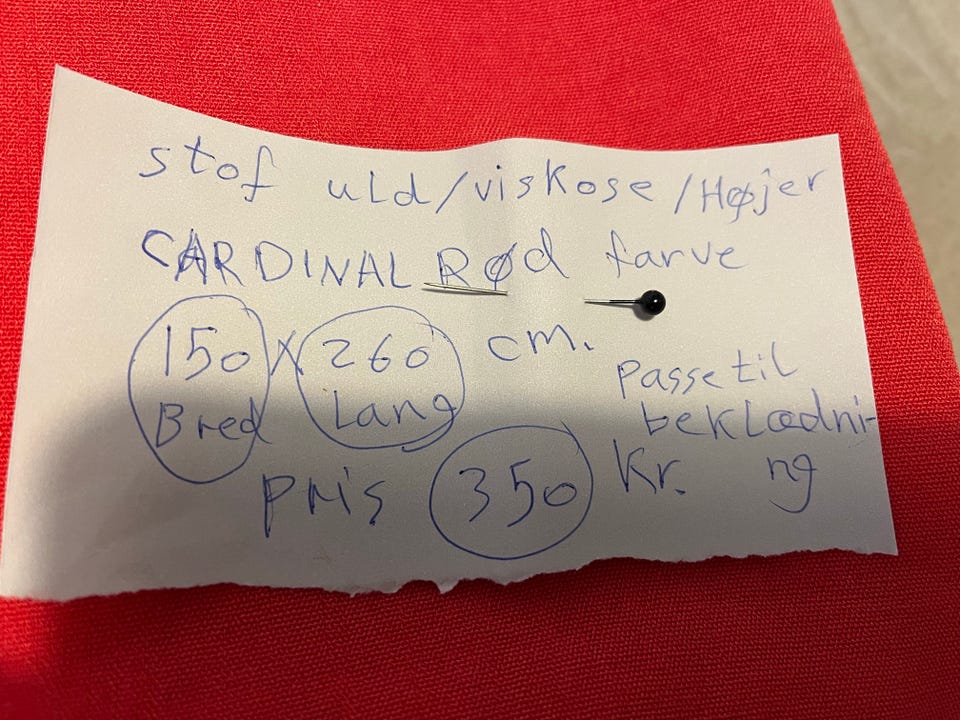 stof uld/viskose/Højer
CARDINAL Rød farve
150 x 260 cm.
Bred Lang
passe til
beklædni-
ng
pris 350 kr.